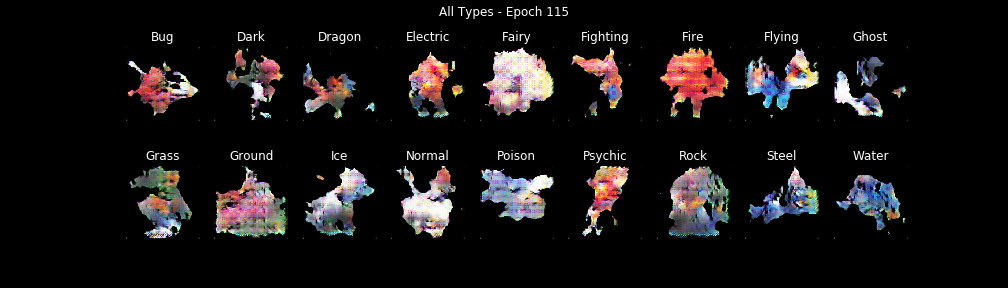 All Types - Epoch 115
Bug Dark Dragon Electric Fairy Fighting Fire Flying Ghost
Grass Ground Ice Normal Poison Psychic Rock Steel Water